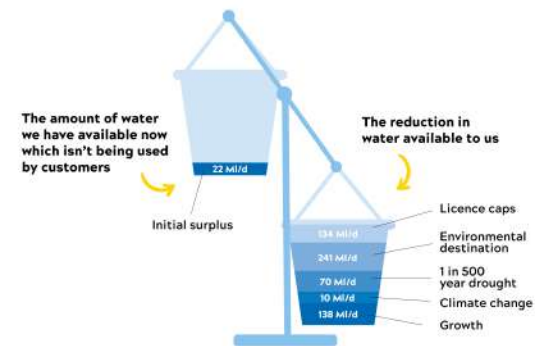 The amount of water
we have available now
which isn't being used
by customers
22 Ml/d
Initial surplus
The reduction in
water available to us
134 Ml/d
Licence caps
241 Ml/d
Environmental
destination
70 Ml/d
1 in 500
year drought
10 Ml/d
Climate change
138 Ml/d
Growth